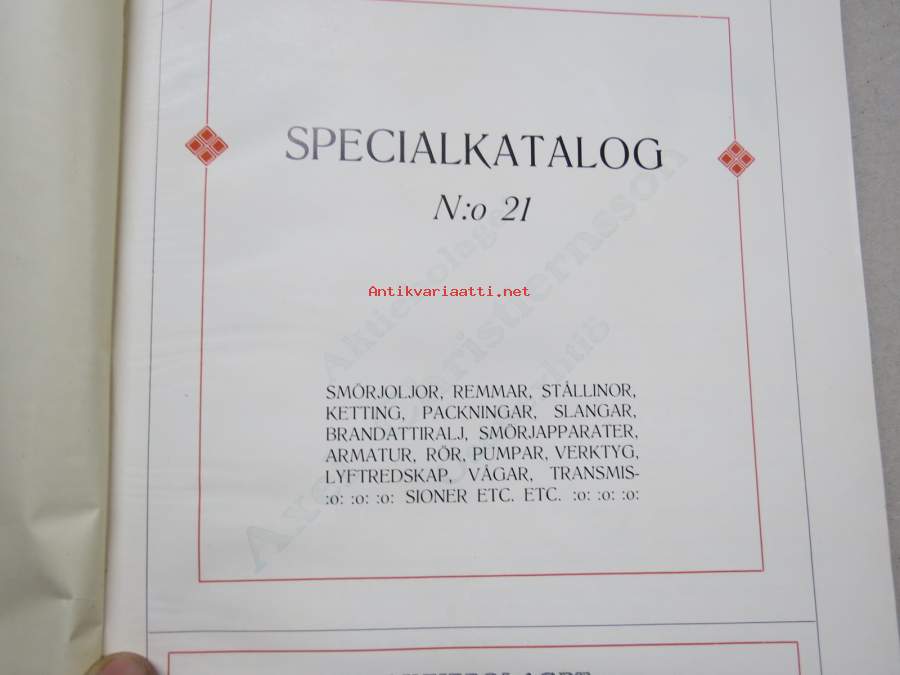 SPECIALKATALOG
N:o 21
Antikvariaatti.net
SMÖRJOLJOR, REMMAR, STÅLLINOR,
KETTING, PACKNINGAR, SLANGAR,
BRANDATTIRALJ, SMÖRJAPPARATER,
ARMATUR, RÖR, PUMPAR, VERKTYG,
LYFTREDSKAP, VÅGAR, TRANSMIS-
:o: :o: :o: SIONER ETC. ETC. :o: :o: :o: